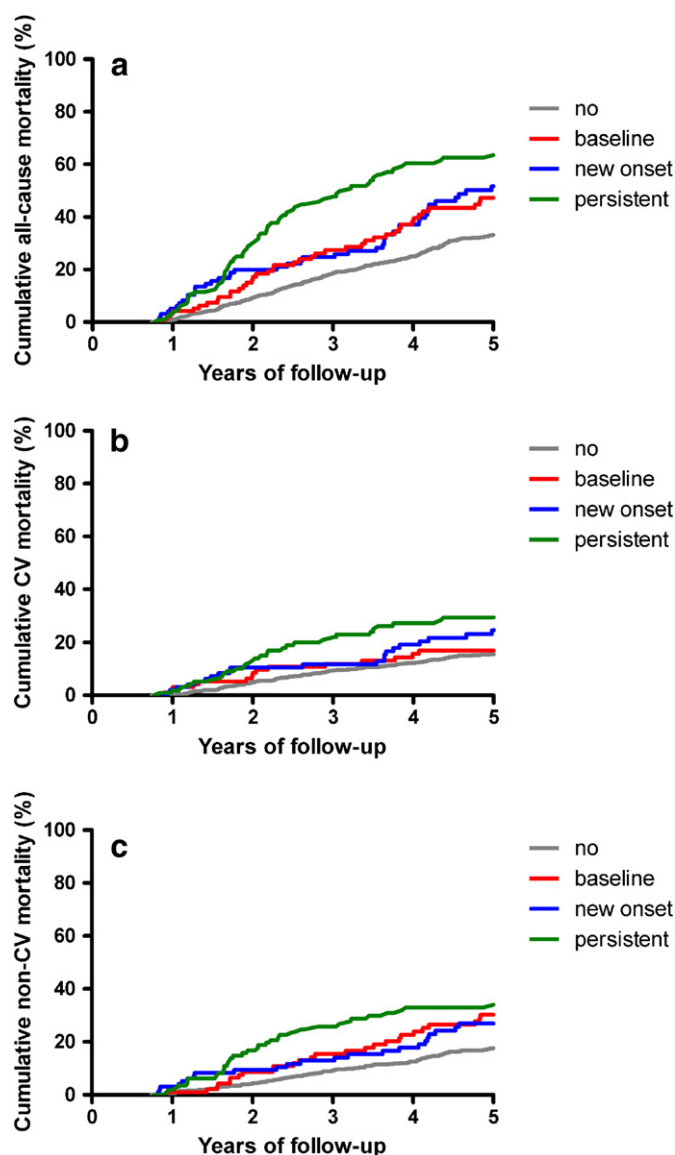 Cumulative all-cause mortality (%)
a
100
80
60
40
20
0
0 1 2 3 4 5
Years of follow-up
no
baseline
new onset
persistent
Cumulative CV mortality (%)
b
100
80
60
40
20
0
0 1 2 3 4 5
Years of follow-up
no
baseline
new onset
persistent
Cumulative non-CV mortality (%)
c
100
80
60
40
20
0
0 1 2 3 4 5
Years of follow-up
no
baseline
new onset
persistent